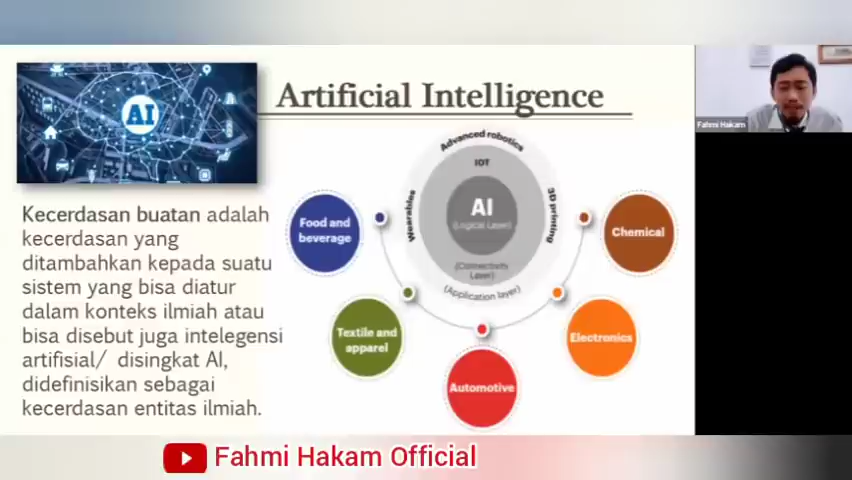 Artificial Intelligence
AI
Fahmi Hakam
Kecerdasan buatan adalah
kecerdasan yang
ditambahkan kepada suatu
sistem yang bisa diatur
dalam konteks ilmiah atau
bisa disebut juga intelegensi
artifisial/ disingkat AI,
didefinisikan sebagai
kecerdasan entitas ilmiah.
Advanced robotics
IOT
Wearables
3D printing
AI
(Logical Layer)
(Connectivity
Layer)
(Application layer)
Food and
beverage
Textile and
apparel
Automotive
Electronics
Chemical
Fahmi Hakam Official